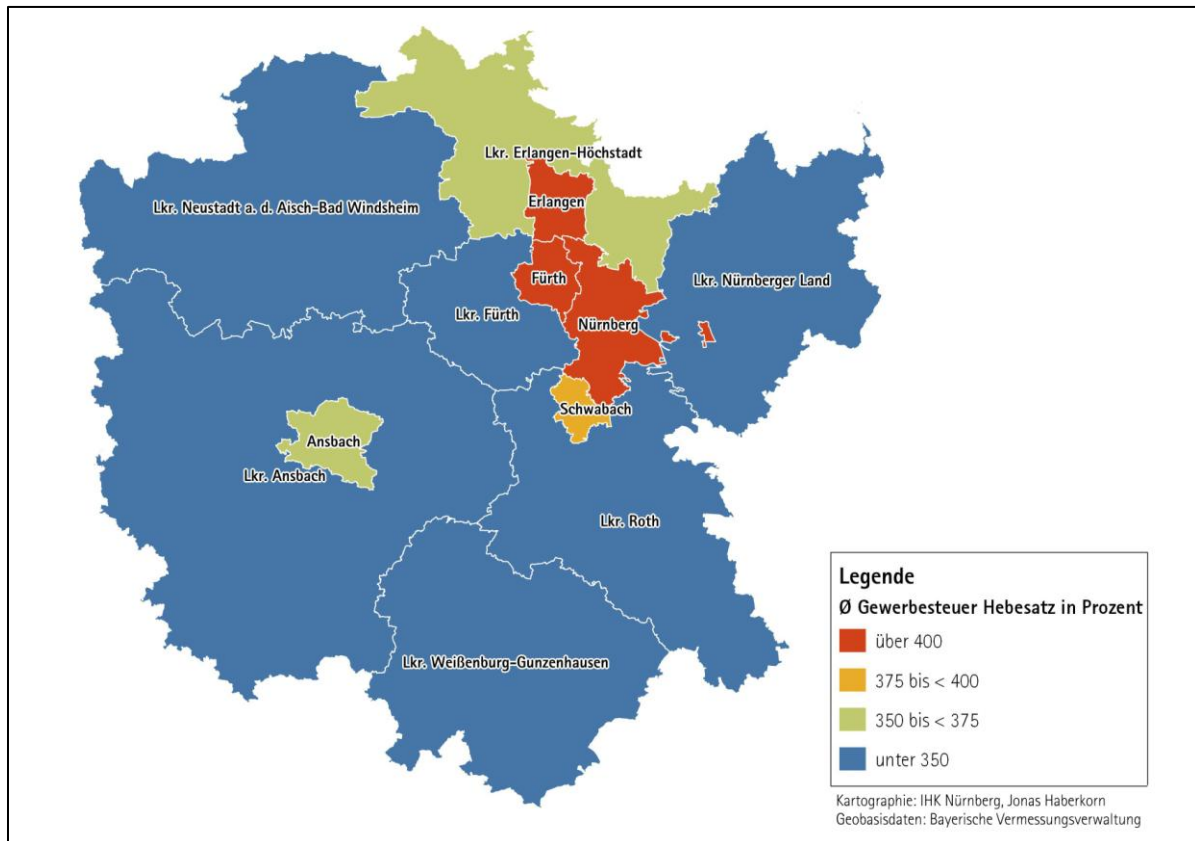 Lkr. Erlangen-Höchstadt
Erlangen
Lkr. Neustadt a. d. Aisch-Bad Windsheim
Fürth
Lkr. Nürnberger Land
Lkr. Fürth
Nürnberg
Schwabach
Ansbach
Lkr. Ansbach
Lkr. Roth
Lkr. Weißenburg-Gunzenhausen
Legende
Ø Gewerbesteuer Hebesatz in Prozent
über 400
375 bis < 400
350 bis < 375
unter 350
Kartographie: IHK Nürnberg, Jonas Haberkorn
Geobasisdaten: Bayerische Vermessungsverwaltung